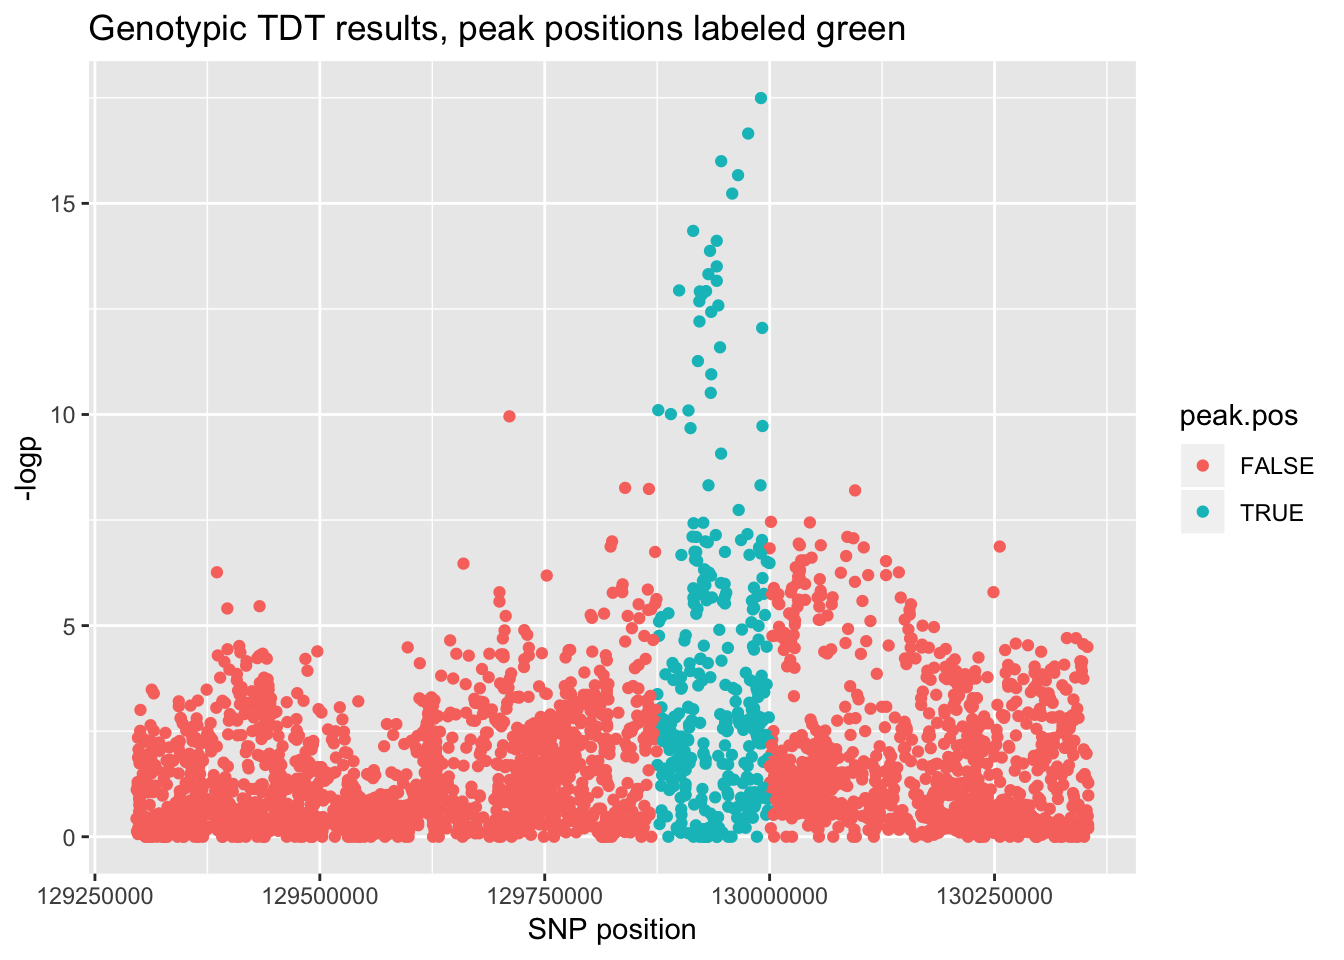 Genotypic TDT results, peak positions labeled green
15
10
5
0
-logp
129250000 129500000 129750000 130000000 130250000
SNP position
peak.pos
FALSE
TRUE